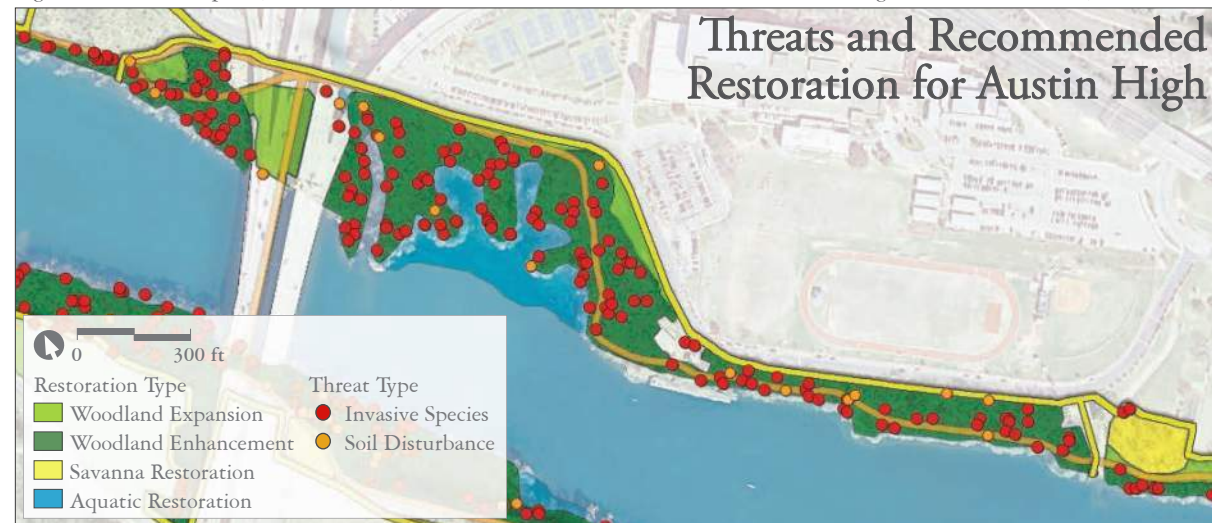 Threats and Recommended
Restoration for Austin High
0 300 ft
Restoration Type
Woodland Expansion
Woodland Enhancement
Savanna Restoration
Aquatic Restoration
Threat Type
Invasive Species
Soil Disturbance